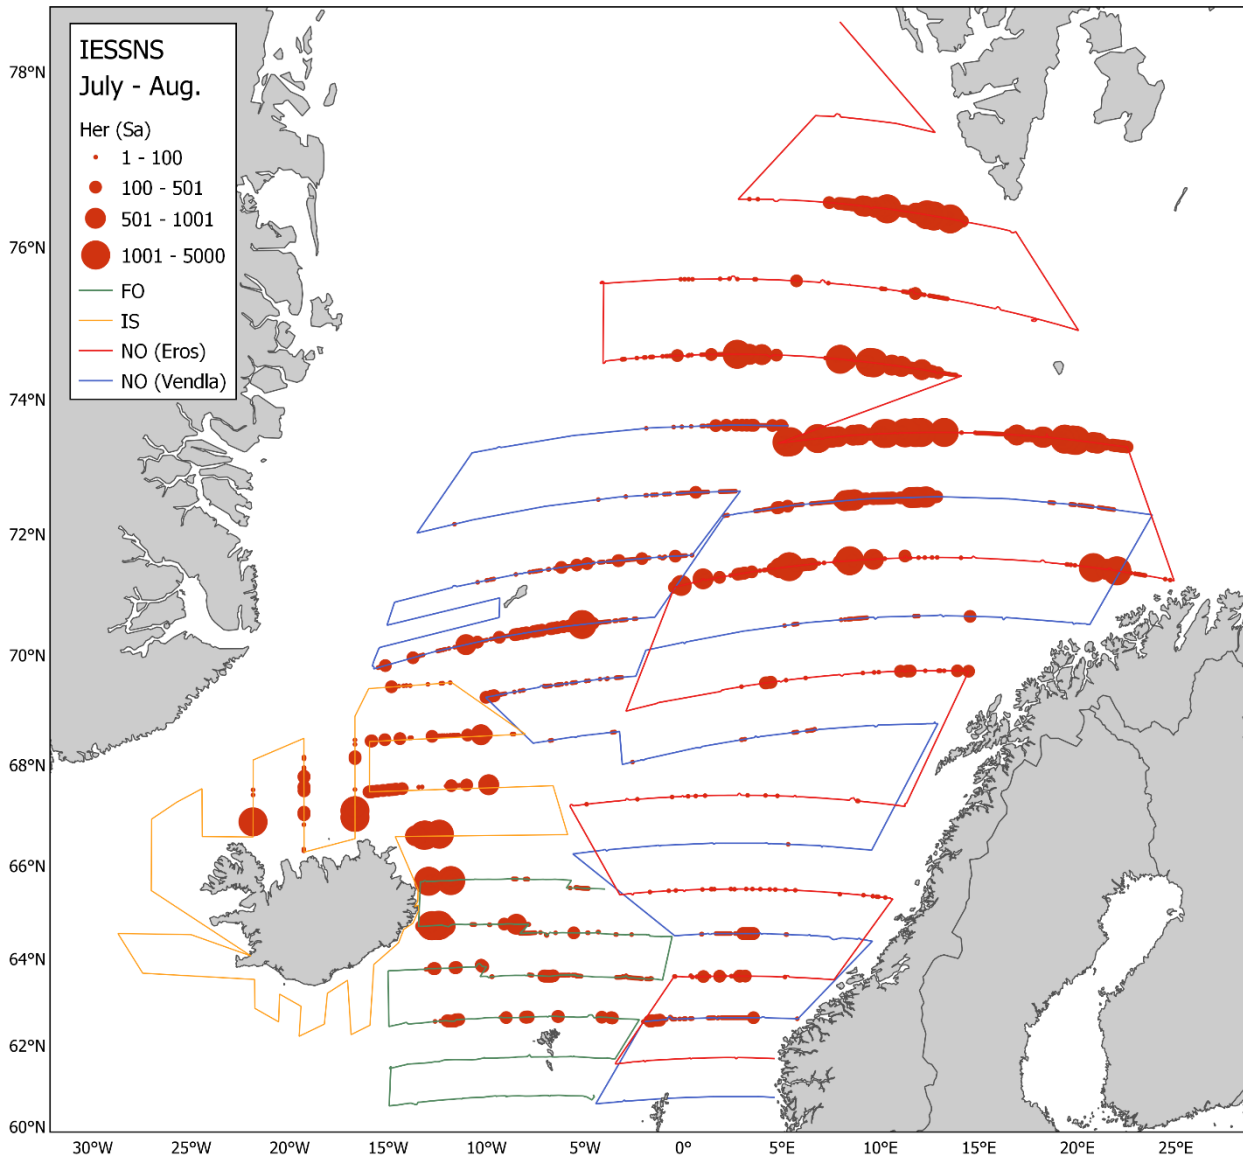 IESSNS
July - Aug.
Her (Sa)
1 - 100
100 - 501
501 - 1001
1001 - 5000
FO
IS
NO (Eros)
NO (Vendla)
78°N
76°N
74°N
72°N
70°N
68°N
66°N
64°N
62°N
60°N
30°W 25°W 20°W 15°W 10°W 5°W 0° 5°E 10°E 15°E 20°E 25°E